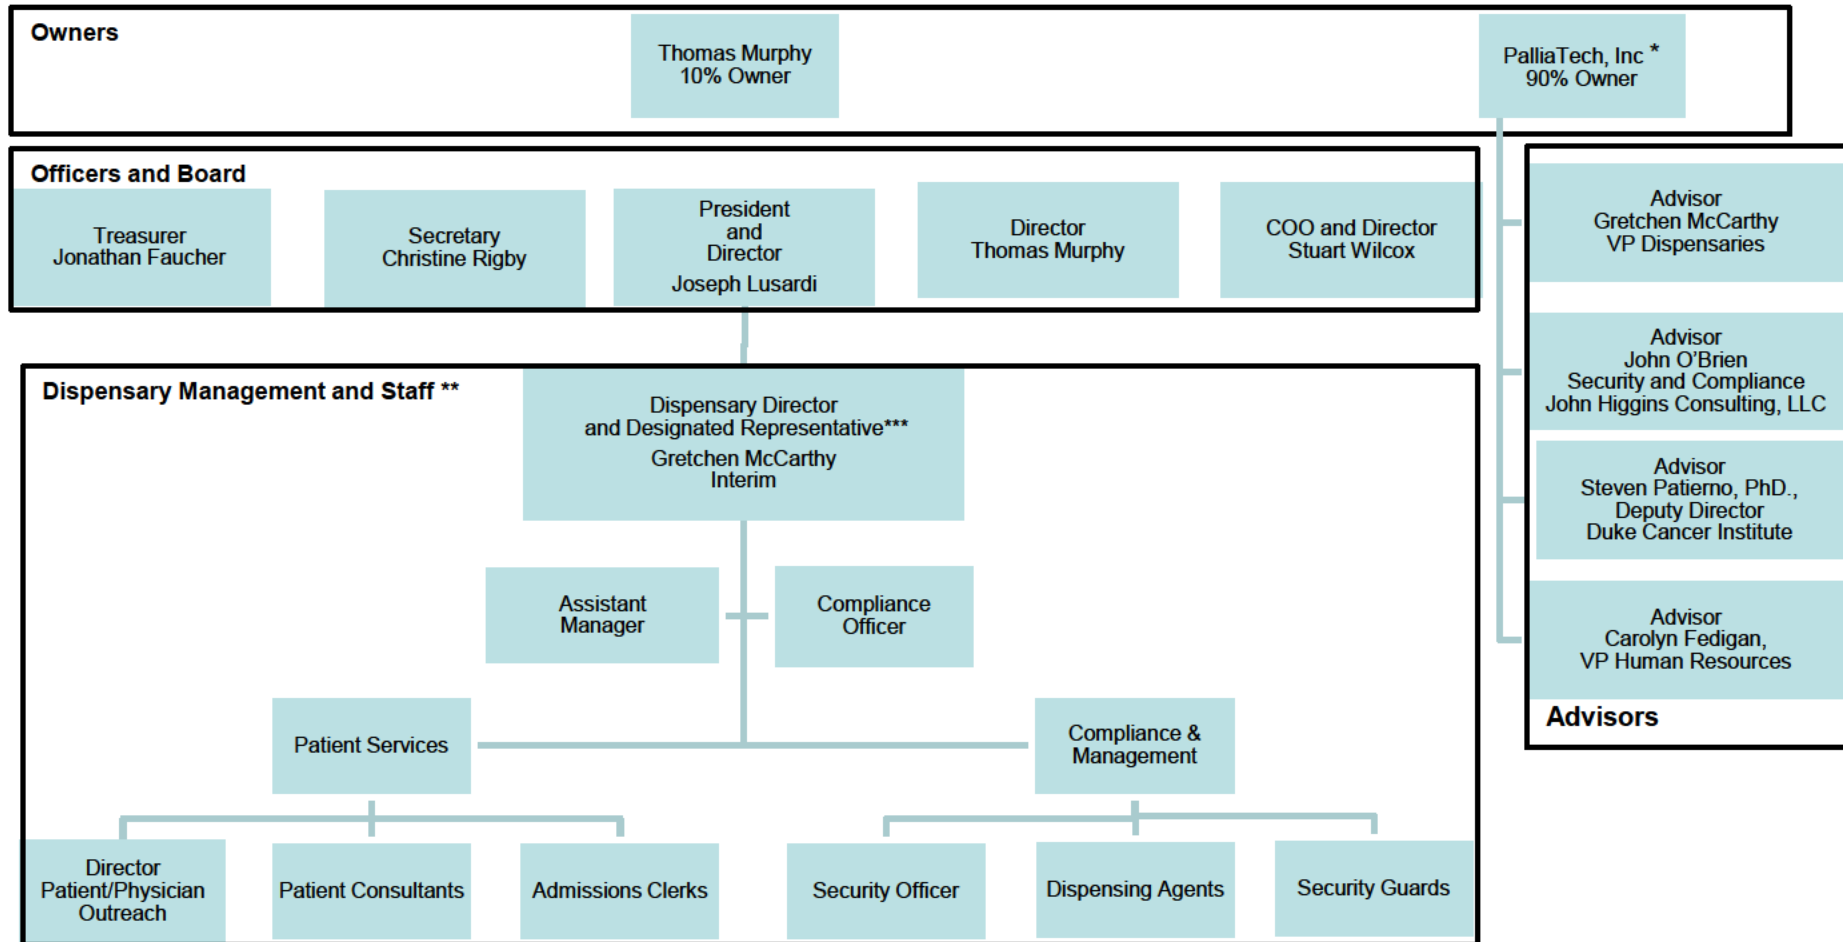 Owners
Thomas Murphy
10% Owner
PalliaTech, Inc *
90% Owner
Officers and Board
Treasurer
Jonathan Faucher
Secretary
Christine Rigby
President
and
Director
Joseph Lusardi
Director
Thomas Murphy
COO and Director
Stuart Wilcox
Advisor
Gretchen McCarthy
VP Dispensaries
Advisor
John O'Brien
Security and Compliance
John Higgins Consulting, LLC
Advisor
Steven Patierno, PhD.,
Deputy Director
Duke Cancer Institute
Advisor
Carolyn Fedigan,
VP Human Resources
Advisors
Dispensary Management and Staff **
Dispensary Director
and Designated Representative***
Gretchen McCarthy
Interim
Assistant
Manager
Compliance
Officer
Patient Services
Compliance &
Management
Director
Patient/Physician
Outreach
Patient Consultants
Admissions Clerks
Security Officer
Dispensing Agents
Security Guards